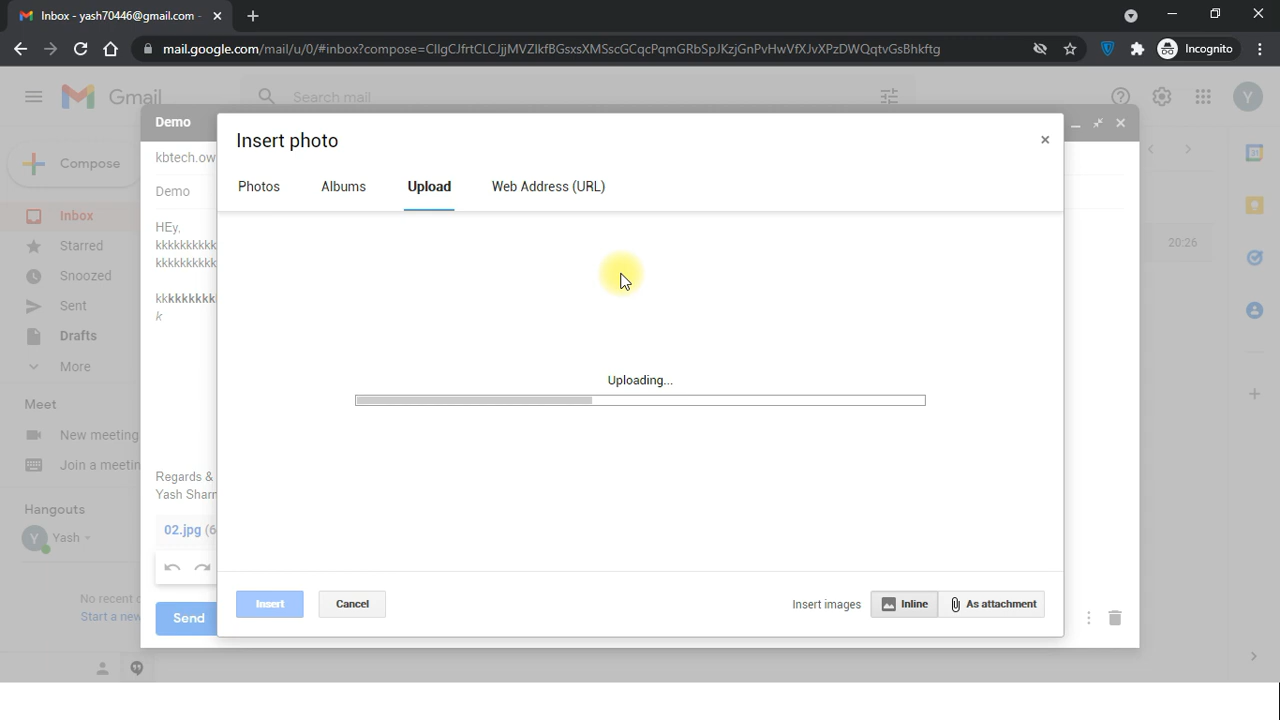 Inbox - yash70446@gmail.com -
mail.google.com/mail/u/0/#inbox?compose=CllgCJfrtCLCJjMVZlkfBGsxsXMSscGCqcPqmGRbSpJKzjGnPvHwVfXJvXPzDWQqtvGsBhkftg
Incognito
Gmail
Search mail
Y
Compose
Inbox
Starred
Snoozed
Sent
Drafts
More
Meet
New meeting
Join a meetin
Hangouts
Y Yash
No recent c
Start a new
Demo
kbtech.ow
Demo
HEy,
kkkkkkkkkk
kkkkkkkkkk
kkkkkkkkk
k
Regards &
Yash Sharr
02.jpg (6
Send
20:26
Insert photo
Photos
Albums
Upload
Web Address (URL)
Uploading...
Insert
Cancel
Insert images
Inline
As attachment